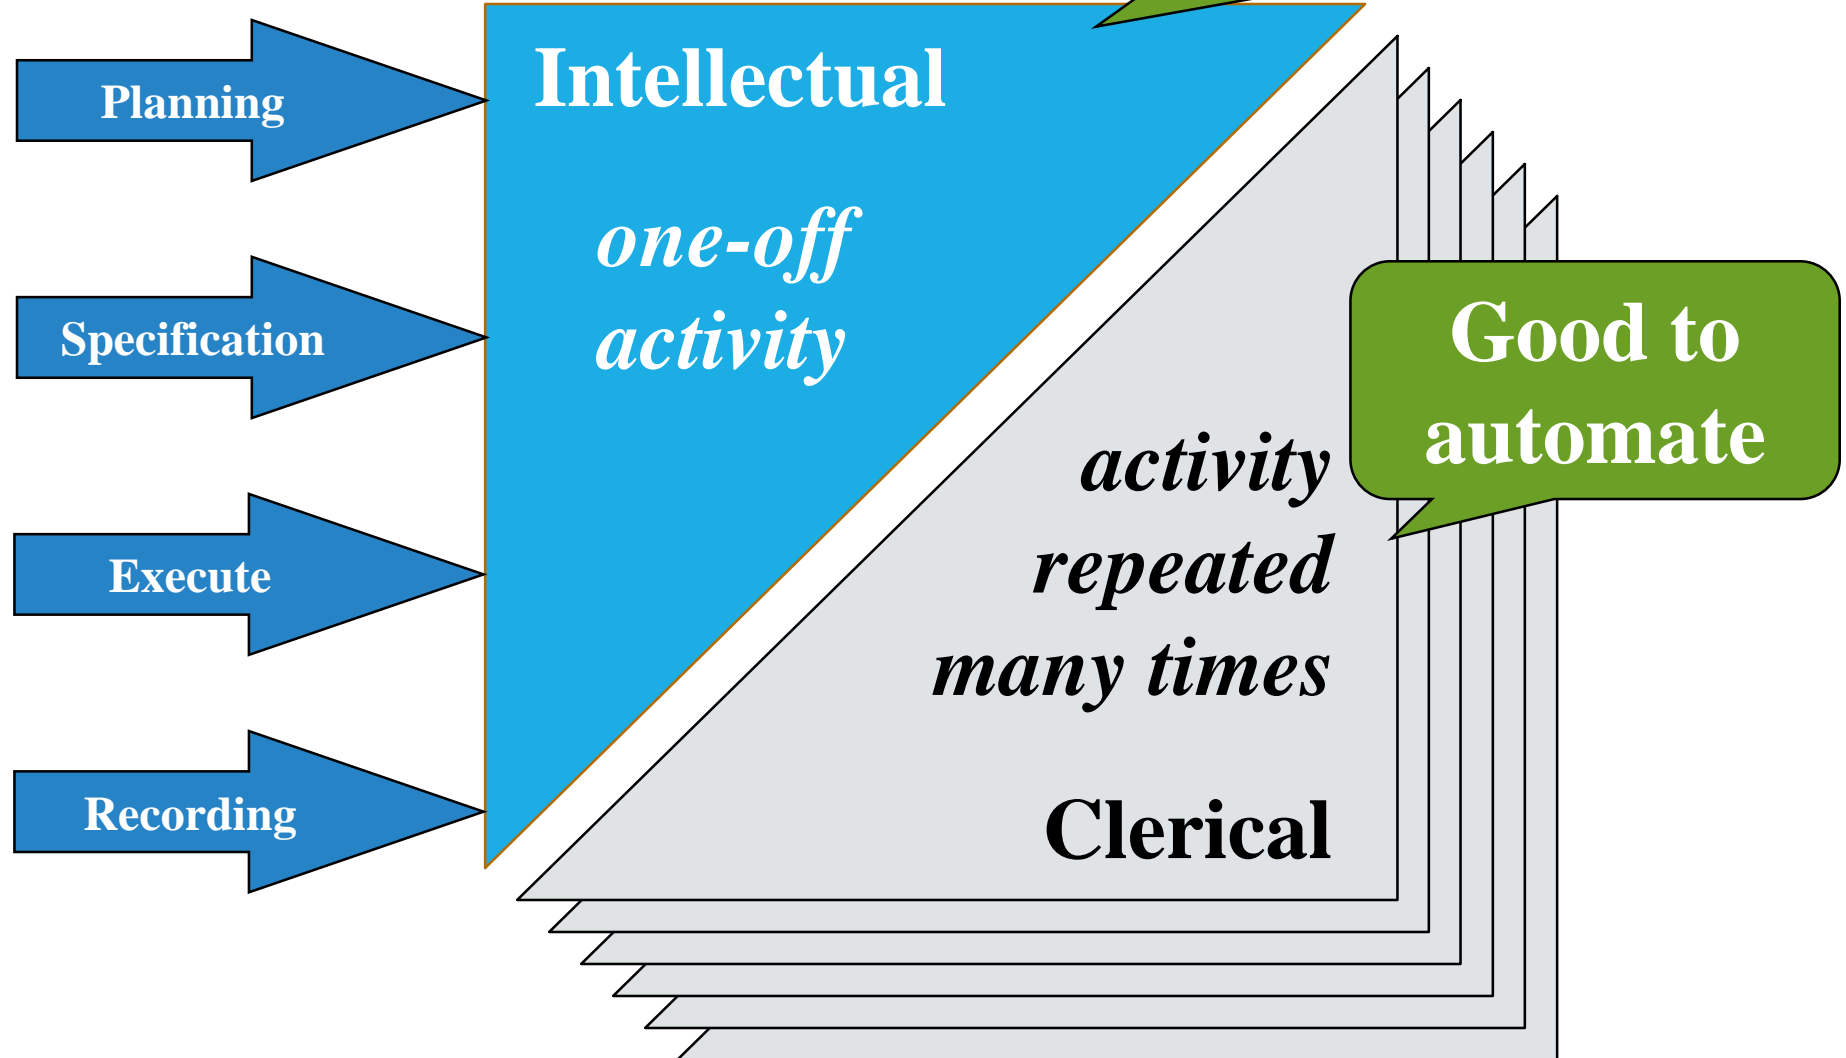 Planning
Specification
Execute
Recording
Intellectual
one-off
activity
activity
repeated
many times
Clerical
Good to
automate